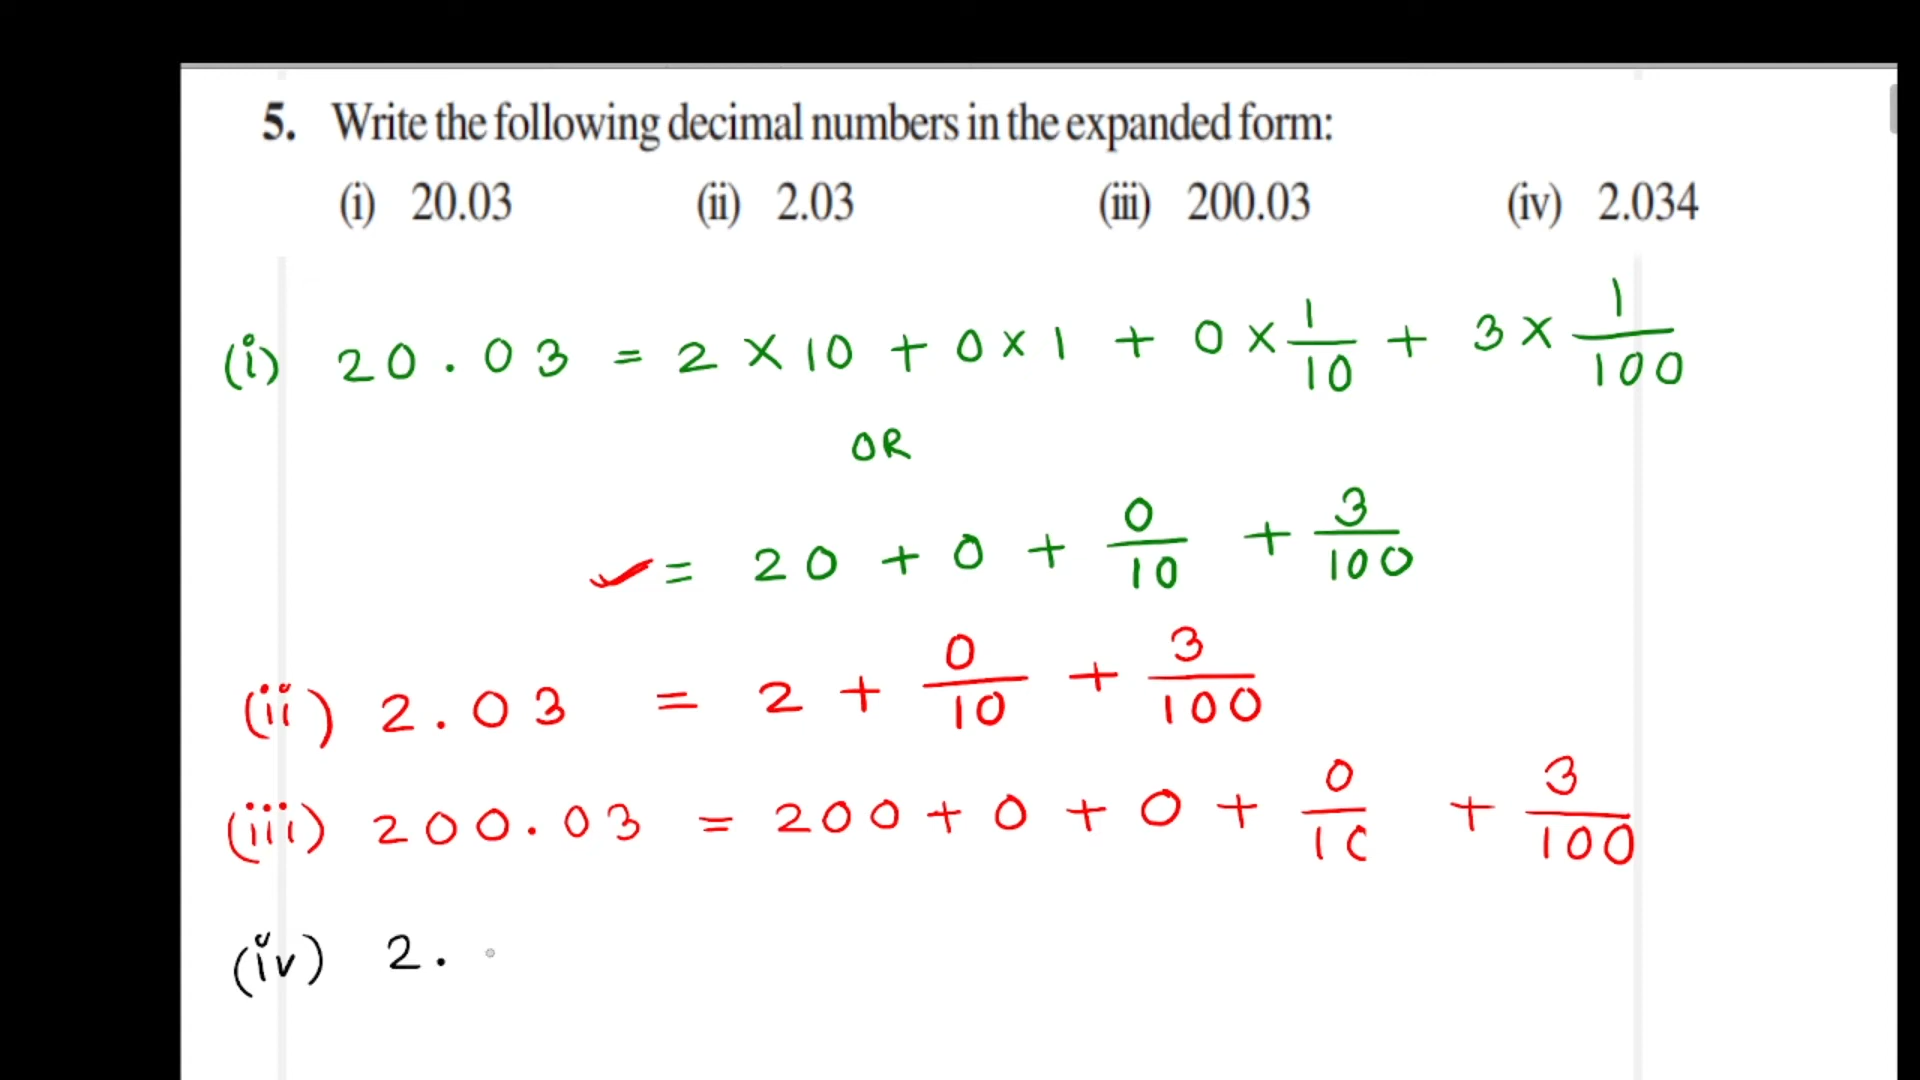 5. Write the following decimal numbers in the expanded form:
(i) 20.03 (ii) 2.03 (iii) 200.03 (iv) 2.034
(i) 20.03 = 2 × 10 + 0 × 1 + 0 × 1/10 + 3 × 1/100
OR
✓ = 20 + 0 + 0/10 + 3/100
(ii) 2.03 = 2 + 0/10 + 3/100
(iii) 200.03 = 200 + 0 + 0 + 0/10 + 3/100
(iv) 2.